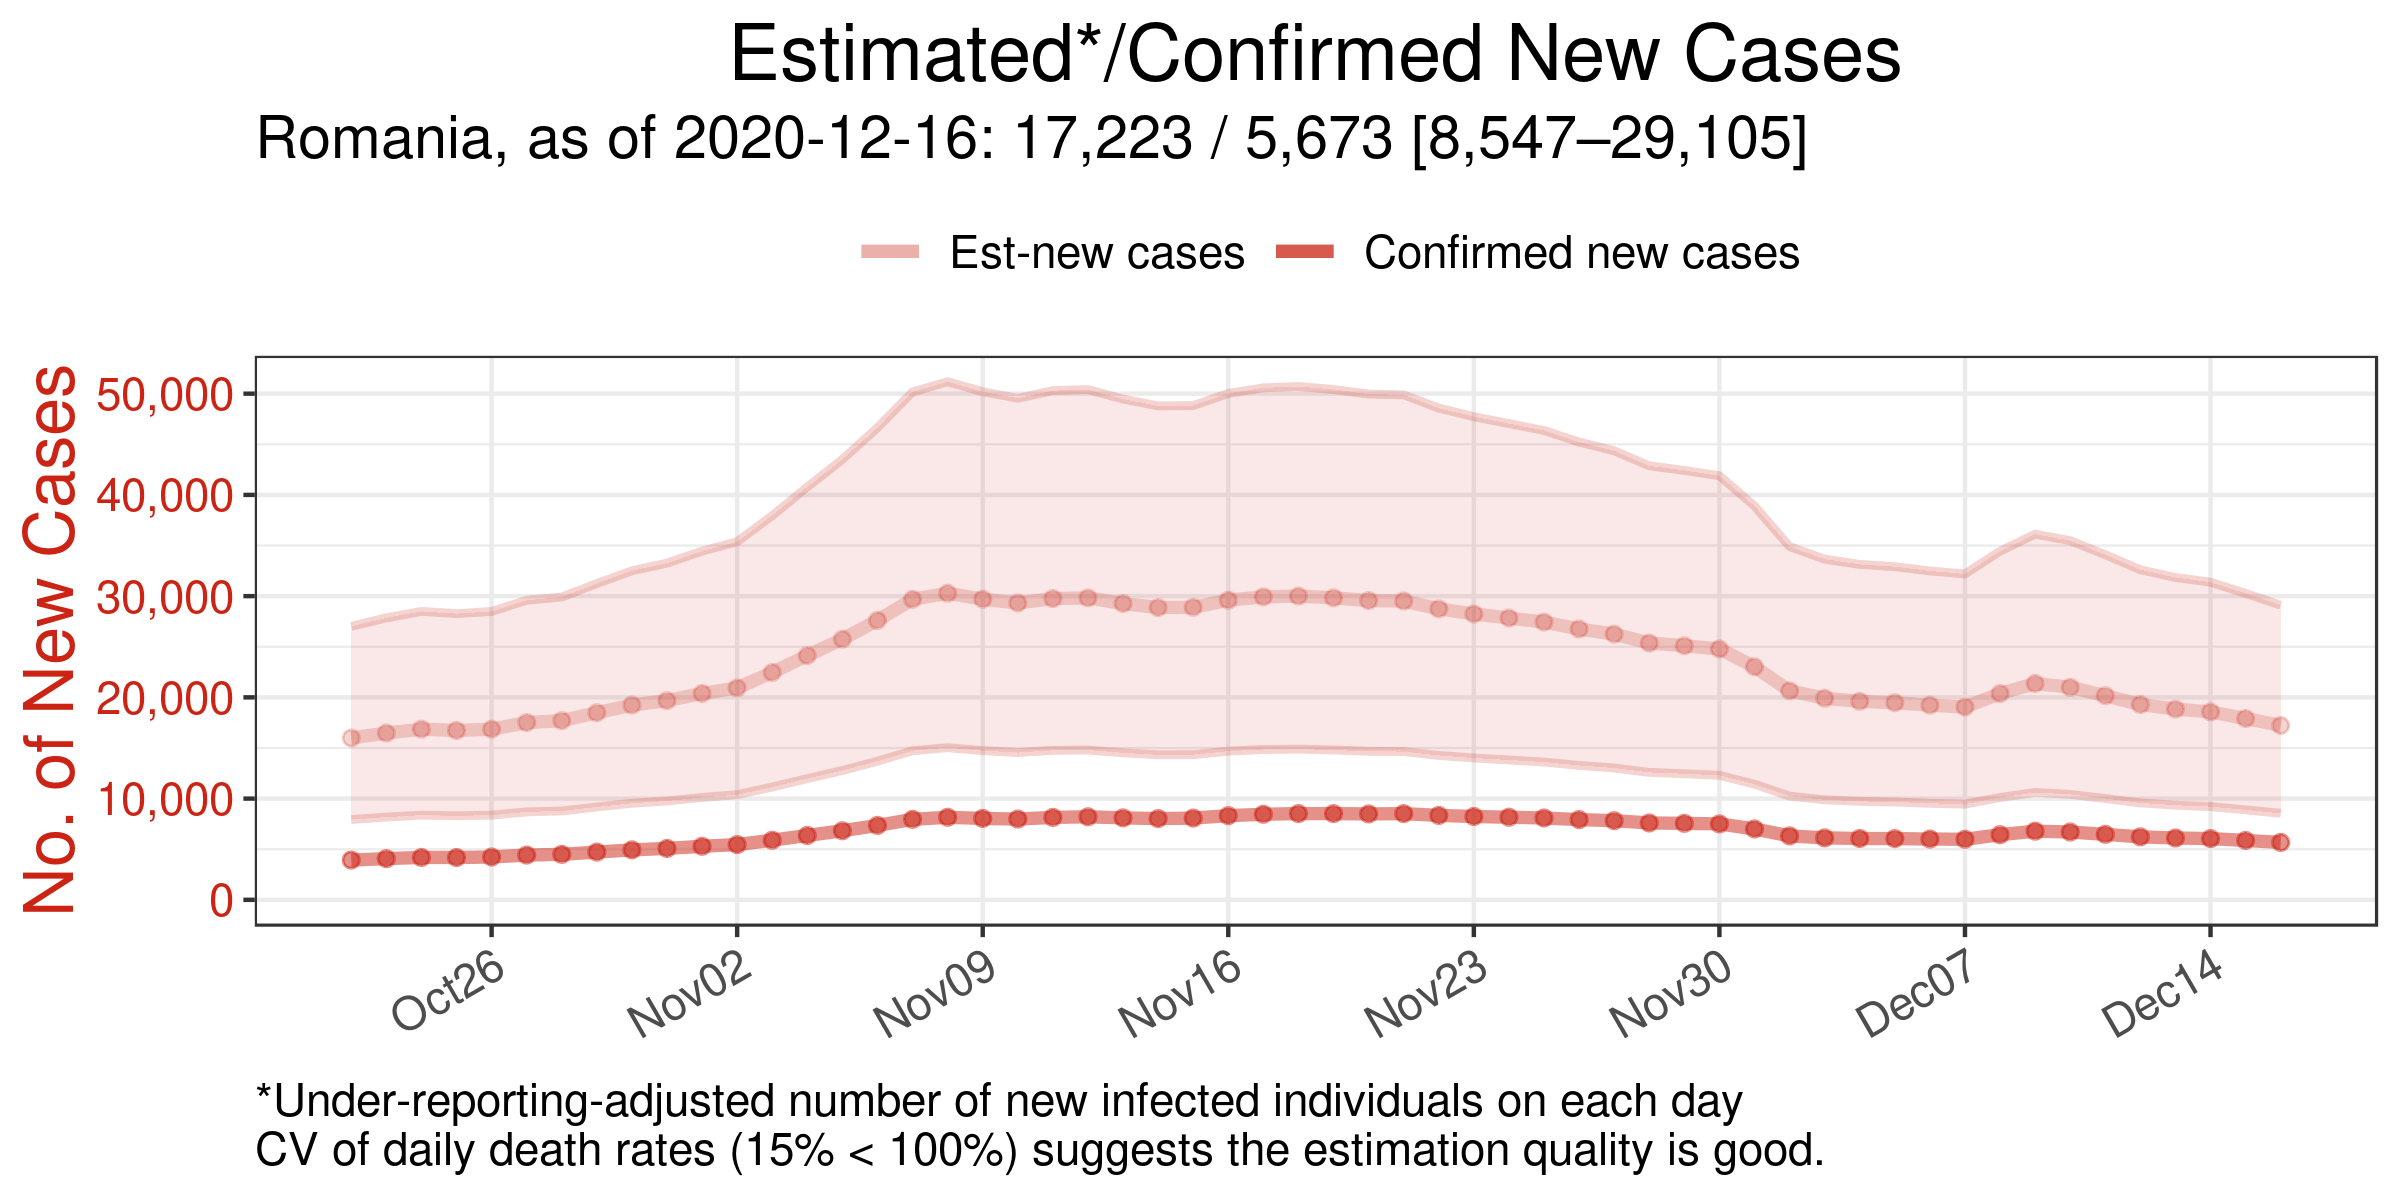 Estimated*/Confirmed New Cases
Romania, as of 2020-12-16: 17,223 / 5,673 [8,547–29,105]
Est-new cases Confirmed new cases
No. of New Cases
50,000
40,000
30,000
20,000
10,000
0
Oct26 Nov02 Nov09 Nov16 Nov23 Nov30 Dec07 Dec14
*Under-reporting-adjusted number of new infected individuals on each day
CV of daily death rates (15% < 100%) suggests the estimation quality is good.